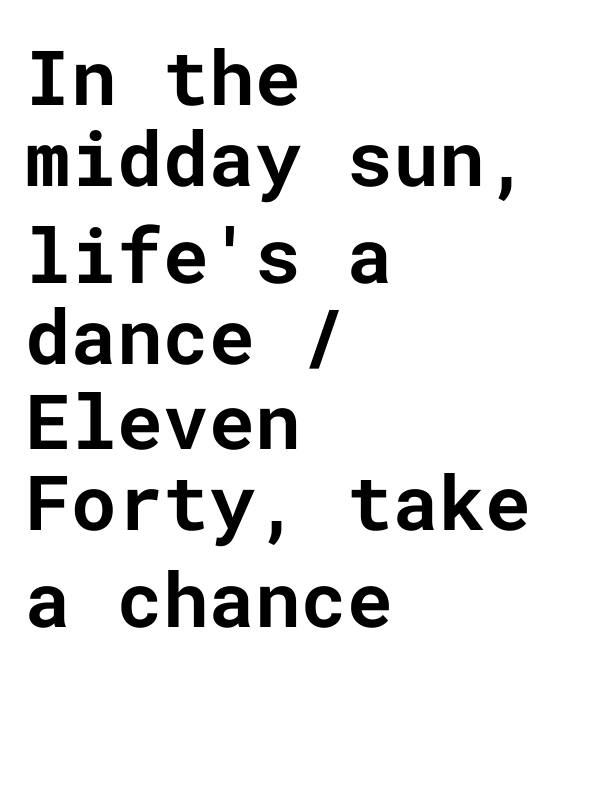 In the
midday sun,
life's a
dance /
Eleven
Forty, take
a chance